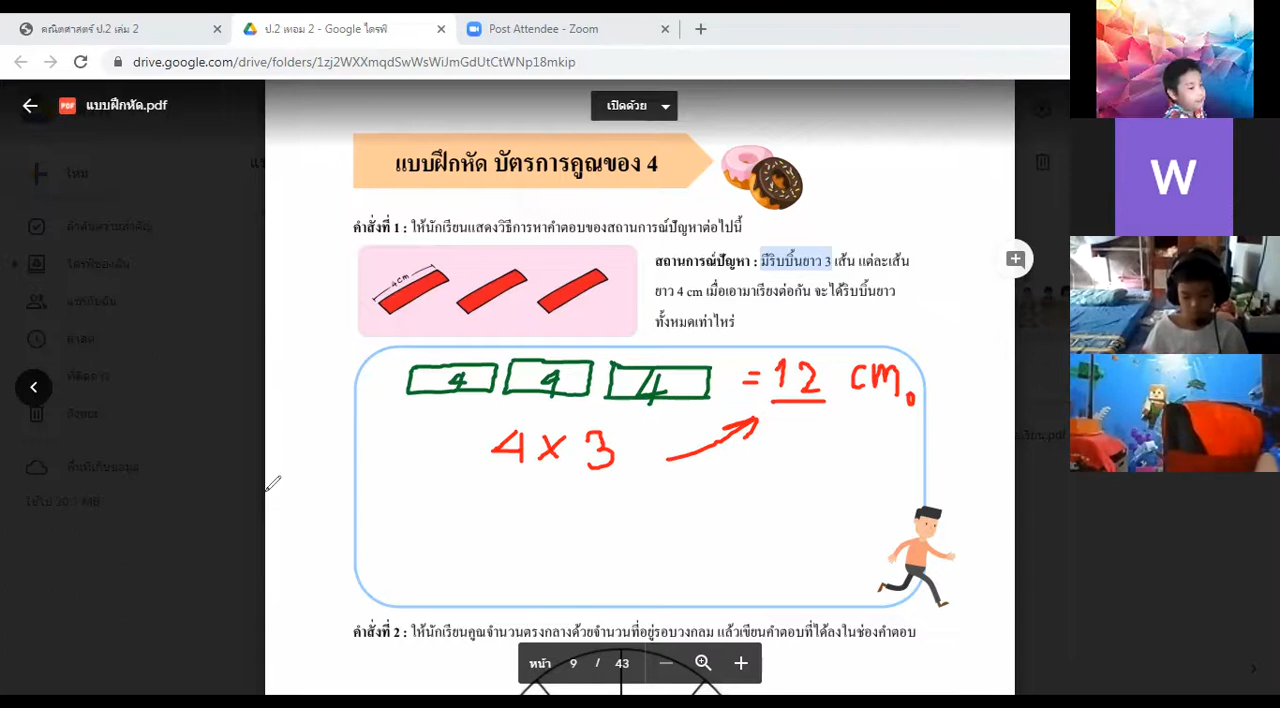 คณิตศาสตร์ ป.2 เล่ม 2
ป.2 เทอม 2 - Google ไดรฟ์
Post Attendee - Zoom
drive.google.com/drive/folders/1zj2WXXmqdSwWsWiJmGdUtCtWNp18mkip
PDF แบบฝึกหัด.pdf
เปิดด้วย
ใหม่
แบบฝึกหัด บัตรการคูณของ 4
คำสั่งที่ 1 : ให้นักเรียนแสดงวิธีการหาคำตอบของสถานการณ์ปัญหาต่อไปนี้
4 cm
สถานการณ์ปัญหา : มีริบบิ้นยาว 3 เส้น แต่ละเส้น
ยาว 4 cm เมื่อเอามาเรียงต่อกัน จะได้ริบบิ้นยาว
ทั้งหมดเท่าไหร่
4 4 4 = 12 cm.
4 x 3
W
คำสั่งที่ 2 : ให้นักเรียนคูณจำนวนตรงกลางด้วยจำนวนที่อยู่รอบวงกลม แล้วเขียนคำตอบที่ได้ลงในช่องคำตอบ
หน้า 9 / 43